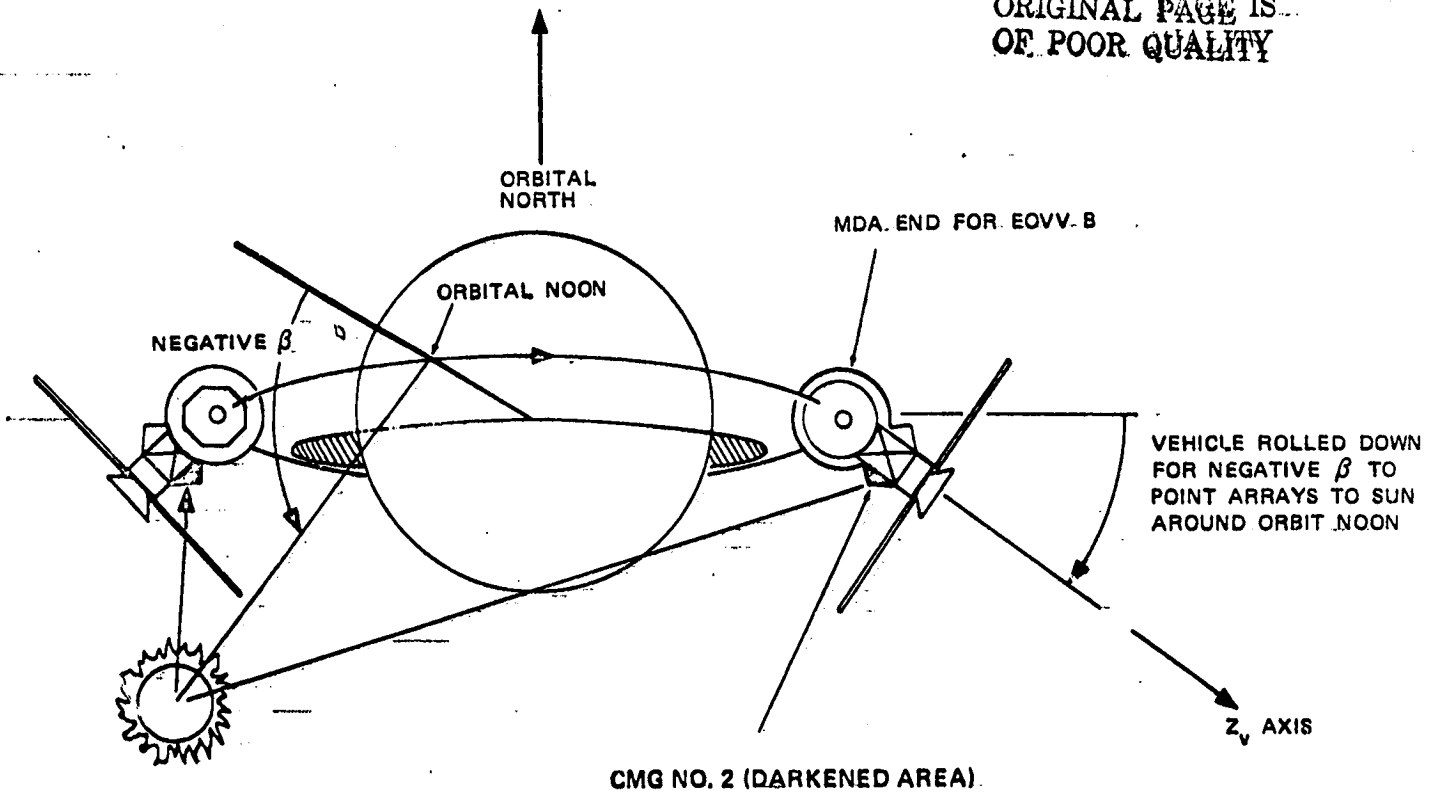 ORIGINAL PAGE IS
OF POOR QUALITY
ORBITAL
NORTH
MDA END FOR EOVV B
ORBITAL NOON
NEGATIVE β
VEHICLE ROLLED DOWN
FOR NEGATIVE β TO
POINT ARRAYS TO SUN
AROUND ORBIT NOON
Zv AXIS
CMG NO. 2 (DARKENED AREA)